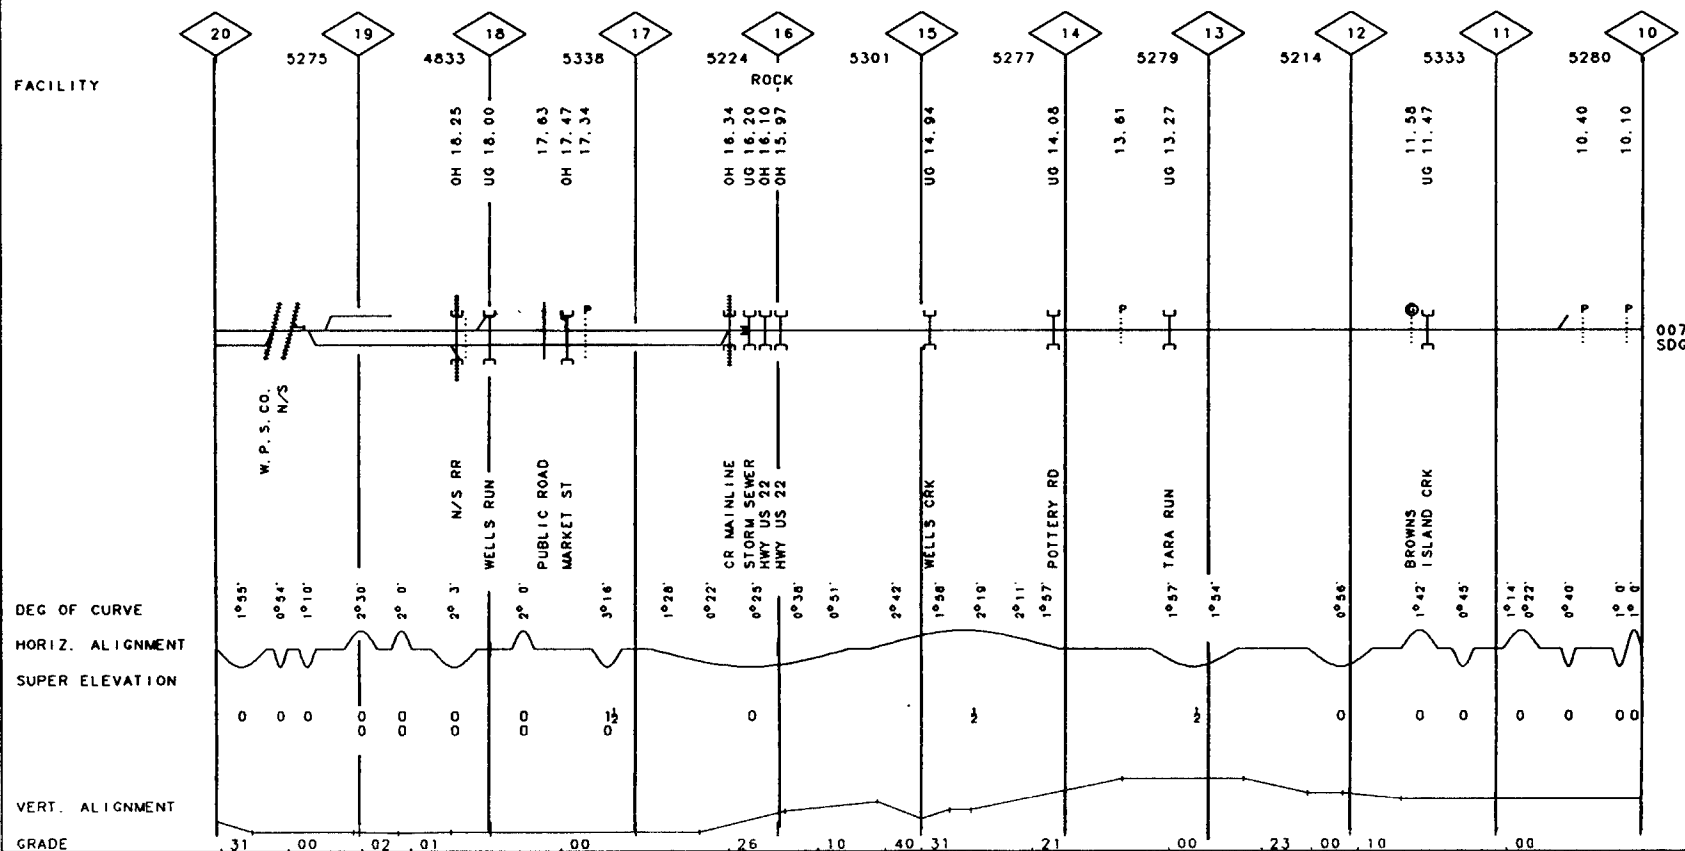 20 19 18 17 16 15 14 13 12 11 10
5275 4833 5338 5224 5301 5277 5279 5214 5333 5280
ROCK
FACILITY
OH 18.25
UG 18.00
17.63
OH 17.47
17.34
OH 16.34
UG 16.20
OH 16.10
OH 15.97
UG 14.94
UG 14.08
13.61
UG 13.27
11.58
UG 11.47
10.40
10.10
P P P P
007
SDG
W.P.S.CO.
N/S
N/S RR
WELLS RUN
PUBLIC ROAD
MARKET ST
CR MAINLINE
STORM SEWER
HWY US 22
HWY US 22
WELLS CRK
POTTERY RD
TARA RUN
BROWNS
ISLAND CRK
DEG OF CURVE
1°55' 0°54' 1°10' 2°30' 2° 0' 2° 3' 2° 0' 3°16' 1°28' 0°22' 0°25' 0°38' 0°51' 2°42' 1°58' 2°19' 2°11' 1°57' 1°57' 1°54' 0°56' 1°42' 0°45' 1°14' 0°22' 0°40' 1° 0' 1° 0'
HORIZ. ALIGNMENT
SUPER ELEVATION
0 0 0 0 0 0 0 1½ 0 ½ ½ 0 0 0 0 0 0 0
0 0 0 0 0
VERT. ALIGNMENT
GRADE
.31 .00 .02 .01 .00 .26 .10 .40 .31 .21 .00 .23 .00 .10 .00